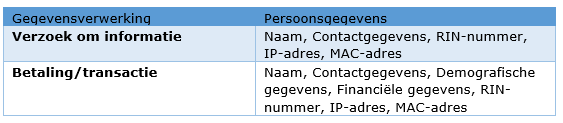 Gegevensverwerking Persoonsgegevens
Verzoek om informatie Naam, Contactgegevens, RIN-nummer,
IP-adres, MAC-adres
Betaling/transactie Naam, Contactgegevens, Demografische
gegevens, Financiële gegevens, RIN-
nummer, IP-adres, MAC-adres